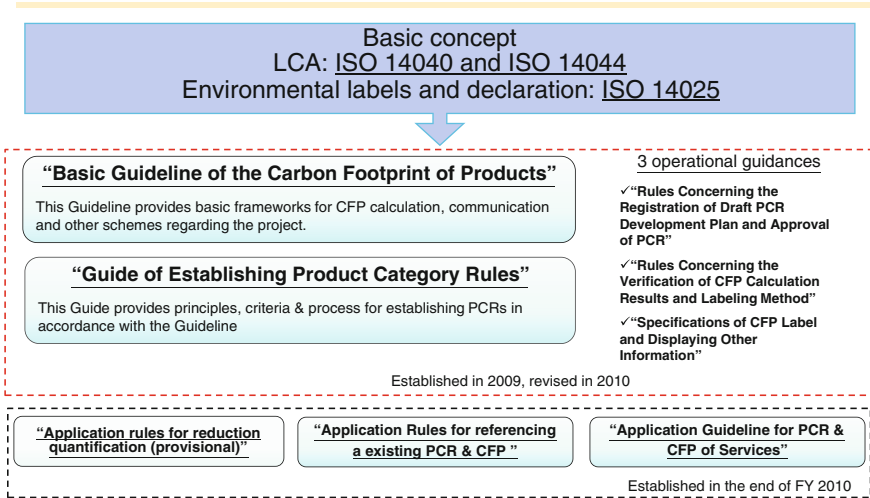 Basic concept
LCA: ISO 14040 and ISO 14044
Environmental labels and declaration: ISO 14025
“Basic Guideline of the Carbon Footprint of Products”
This Guideline provides basic frameworks for CFP calculation, communication
and other schemes regarding the project.
“Guide of Establishing Product Category Rules”
This Guide provides principles, criteria & process for establishing PCRs in
accordance with the Guideline
3 operational guidances
✓“Rules Concerning the
Registration of Draft PCR
Development Plan and Approval
of PCR”
✓“Rules Concerning the
Verification of CFP Calculation
Results and Labeling Method”
✓“Specifications of CFP Label
and Displaying Other
Information”
Established in 2009, revised in 2010
“Application rules for reduction
quantification (provisional)”
“Application Rules for referencing
a existing PCR & CFP ”
“Application Guideline for PCR &
CFP of Services”
Established in the end of FY 2010